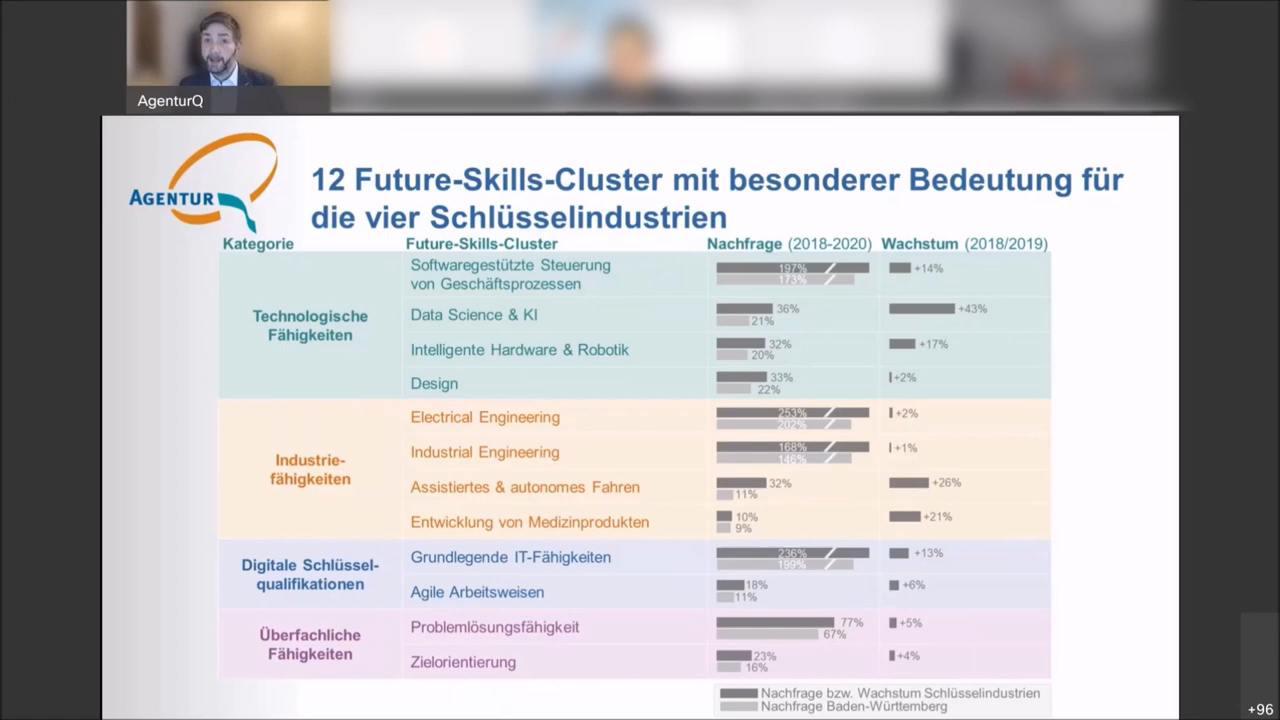 AgenturQ
AGENTUR
12 Future-Skills-Cluster mit besonderer Bedeutung für
die vier Schlüsselindustrien
Kategorie Future-Skills-Cluster Nachfrage (2018-2020) Wachstum (2018/2019)
Technologische
Fähigkeiten
Softwaregestützte Steuerung
von Geschäftsprozessen
197%
173%
+14%
Data Science & KI
36%
21%
+43%
Intelligente Hardware & Robotik
32%
20%
+17%
Design
33%
22%
+2%
Industrie-
fähigkeiten
Electrical Engineering
253%
202%
+2%
Industrial Engineering
168%
146%
+1%
Assistiertes & autonomes Fahren
32%
11%
+26%
Entwicklung von Medizinprodukten
10%
9%
+21%
Digitale Schlüssel-
qualifikationen
Grundlegende IT-Fähigkeiten
236%
199%
+13%
Agile Arbeitsweisen
18%
11%
+6%
Überfachliche
Fähigkeiten
Problemlösungsfähigkeit
77%
67%
+5%
Zielorientierung
23%
16%
+4%
Nachfrage bzw. Wachstum Schlüsselindustrien
Nachfrage Baden-Württemberg
+96